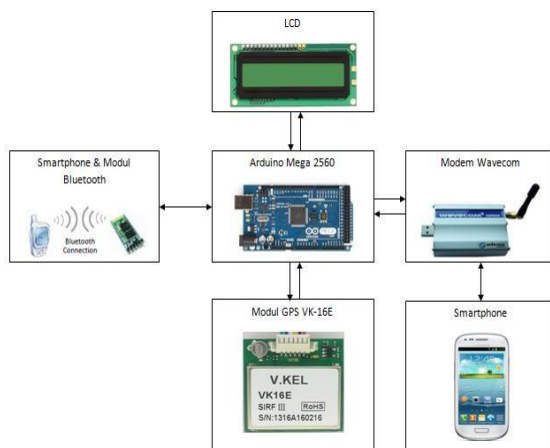 LCD
Smartphone & Modul
Bluetooth
Bluetooth
Connection
Arduino Mega 2560
Modem Wavecom
wavecom
Modul GPS VK-16E
V.KEL
VK16E
SIRF III RoHS
S/N:1316A160216
Smartphone